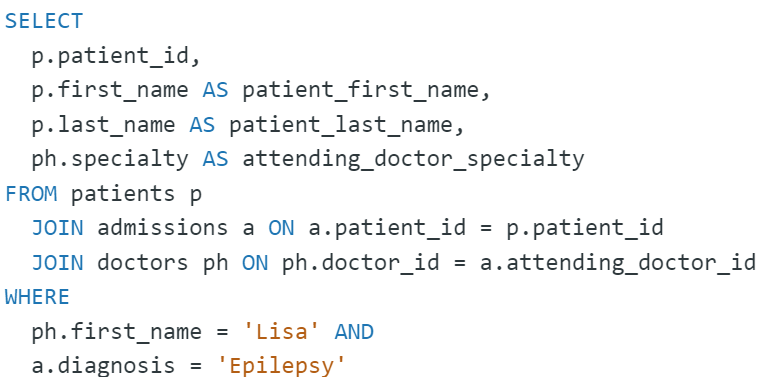 SELECT
p.patient_id,
p.first_name AS patient_first_name,
p.last_name AS patient_last_name,
ph.specialty AS attending_doctor_specialty
FROM patients p
JOIN admissions a ON a.patient_id = p.patient_id
JOIN doctors ph ON ph.doctor_id = a.attending_doctor_id
WHERE
ph.first_name = 'Lisa' AND
a.diagnosis = 'Epilepsy'